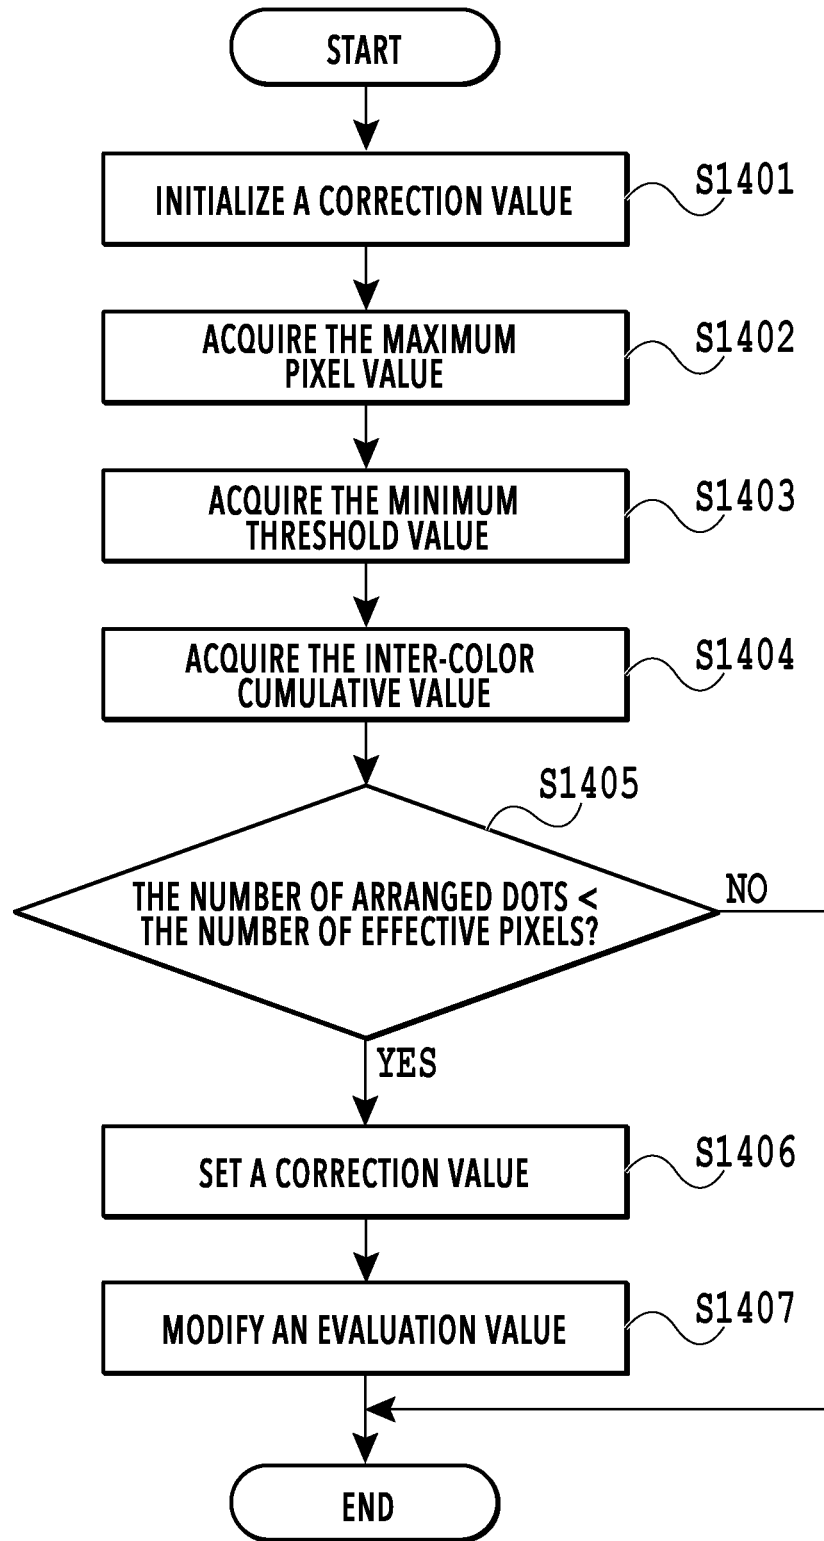 START
INITIALIZE A CORRECTION VALUE
S1401
ACQUIRE THE MAXIMUM
PIXEL VALUE
S1402
ACQUIRE THE MINIMUM
THRESHOLD VALUE
S1403
ACQUIRE THE INTER-COLOR
CUMULATIVE VALUE
S1404
S1405
THE NUMBER OF ARRANGED DOTS <
THE NUMBER OF EFFECTIVE PIXELS?
NO
YES
SET A CORRECTION VALUE
S1406
MODIFY AN EVALUATION VALUE
S1407
END